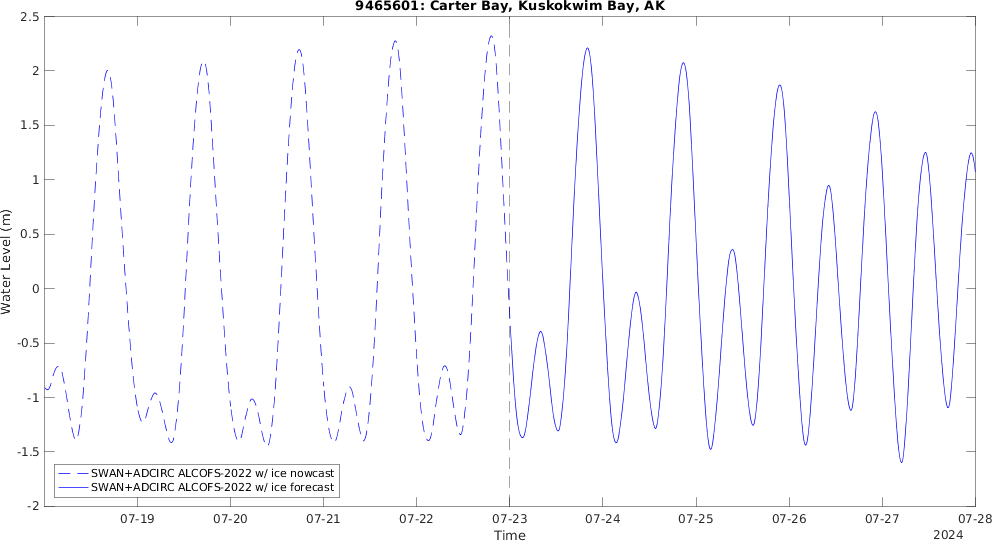 9465601: Carter Bay, Kuskokwim Bay, AK
Water Level (m)
2.5
2
1.5
1
0.5
0
-0.5
-1
-1.5
-2
SWAN+ADCIRC ALCOFS-2022 w/ ice nowcast
SWAN+ADCIRC ALCOFS-2022 w/ ice forecast
07-19 07-20 07-21 07-22 07-23 07-24 07-25 07-26 07-27 07-28
Time
2024